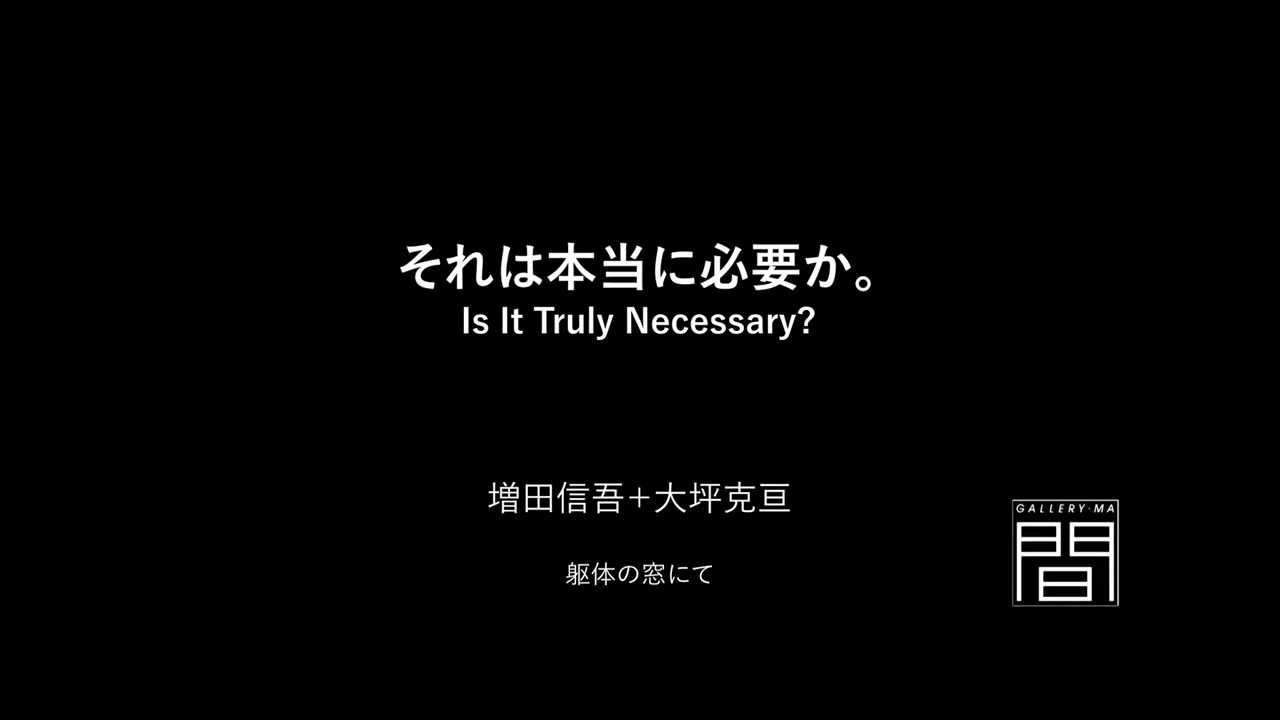 それは本当に必要か。
Is It Truly Necessary?
増田信吾＋大坪克亘
躯体の窓にて
GALLERY·MA
間